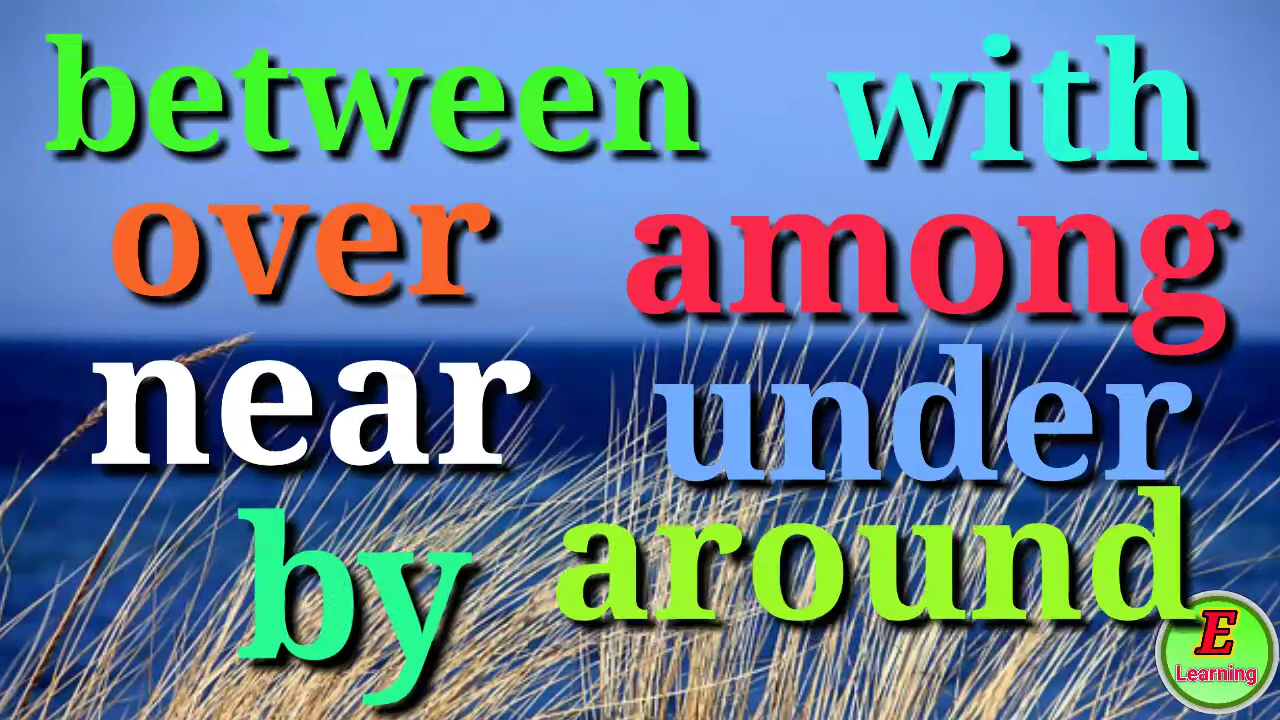 between with
over among
near under
by around
E
Learning